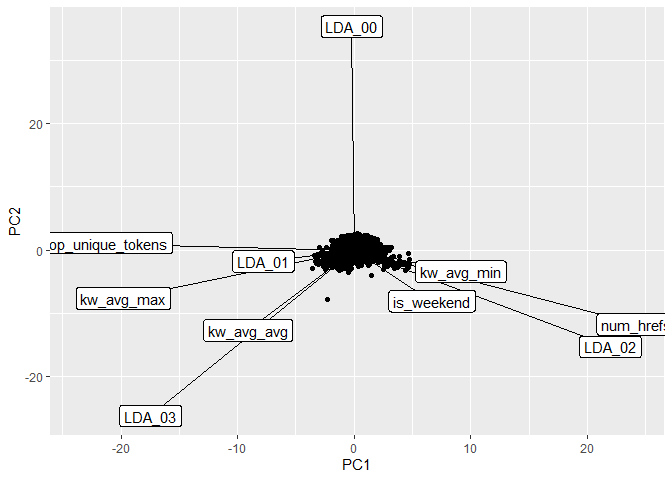 LDA_00
20
PC2
op_unique_tokens
0
LDA_01
kw_avg_min
kw_avg_max
is_weekend
num_hrefs
kw_avg_avg
LDA_02
-20
LDA_03
-20
-10
0
10
20
PC1